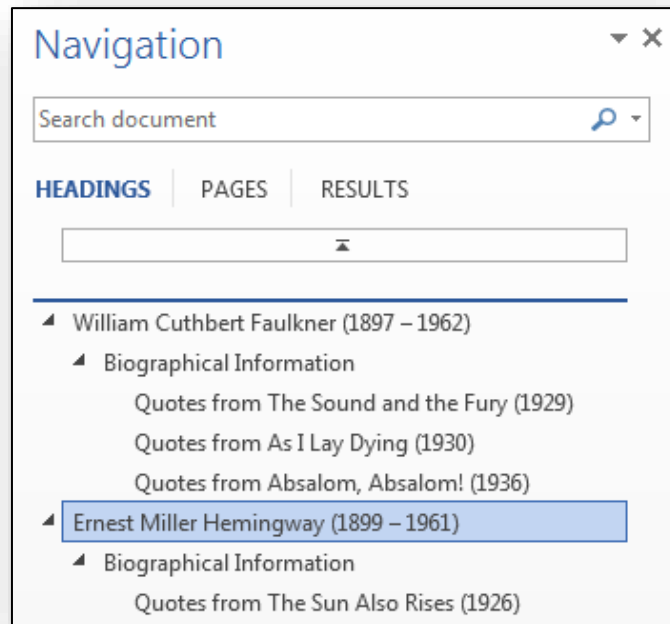 Navigation
Search document
HEADINGS PAGES RESULTS
William Cuthbert Faulkner (1897 – 1962)
Biographical Information
Quotes from The Sound and the Fury (1929)
Quotes from As I Lay Dying (1930)
Quotes from Absalom, Absalom! (1936)
Ernest Miller Hemingway (1899 – 1961)
Biographical Information
Quotes from The Sun Also Rises (1926)